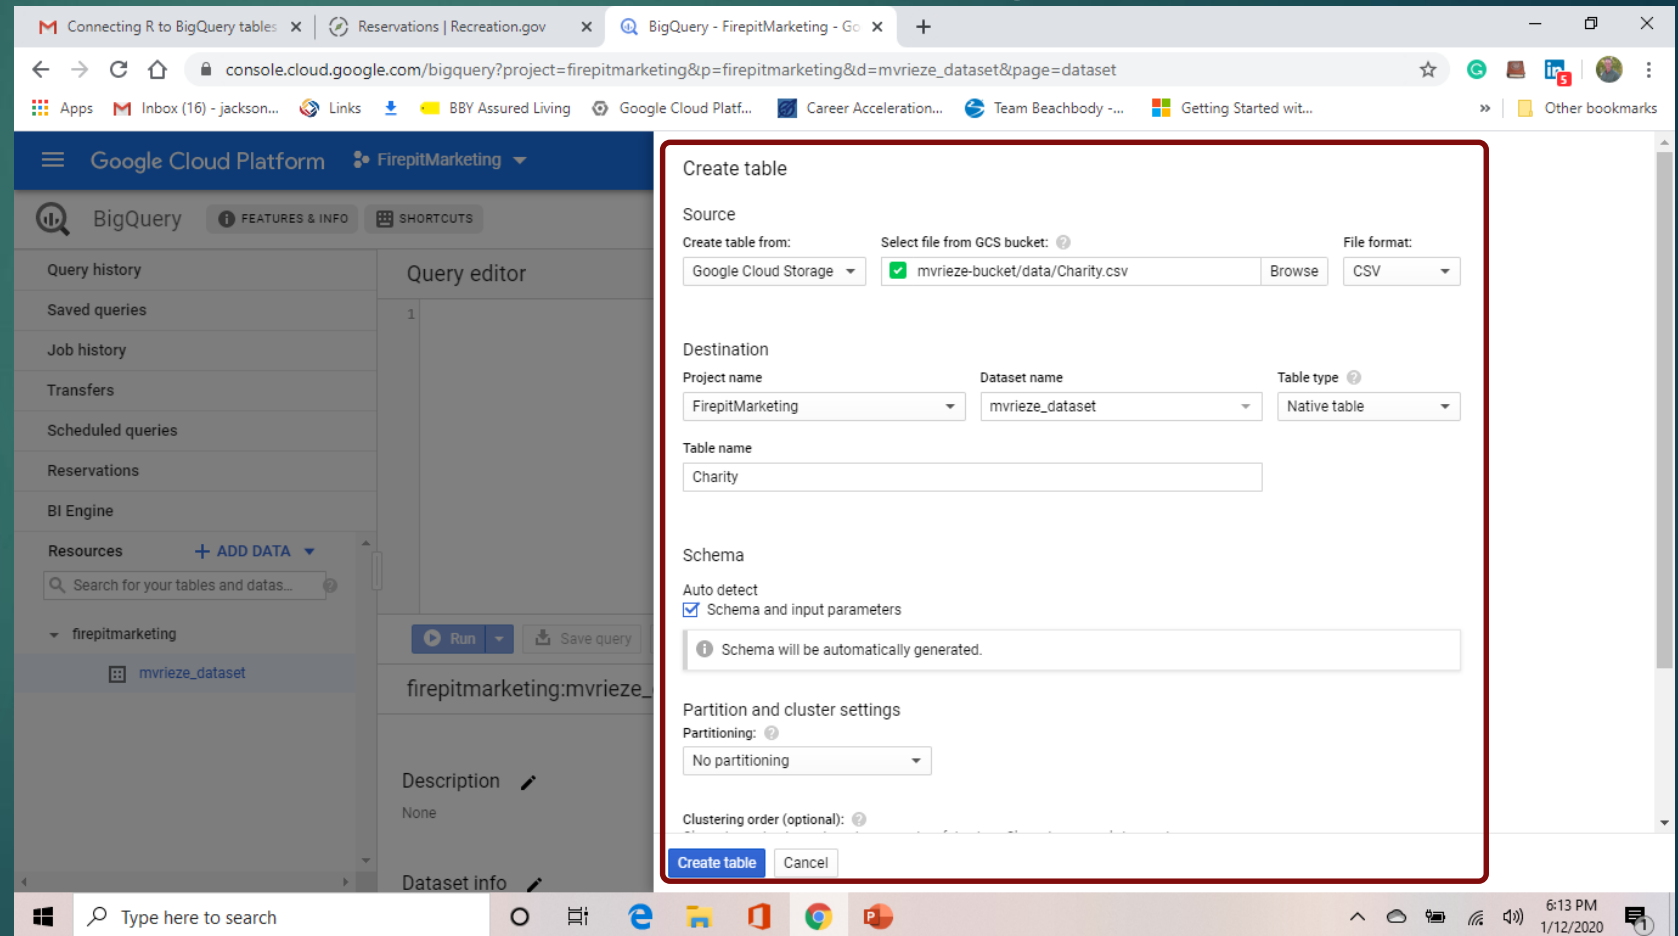 Connecting R to BigQuery tables
Reservations | Recreation.gov
BigQuery - FirepitMarketing - Go
console.cloud.google.com/bigquery?project=firepitmarketing&p=firepitmarketing&d=mvrieze_dataset&page=dataset
Apps
Inbox (16) - jackson...
Links
BBY Assured Living
Google Cloud Platf...
Career Acceleration...
Team Beachbody -...
Getting Started wit...
»
Other bookmarks
Google Cloud Platform
FirepitMarketing
BigQuery
FEATURES & INFO
SHORTCUTS
Query history
Saved queries
Job history
Transfers
Scheduled queries
Reservations
BI Engine
Resources
+ ADD DATA
Search for your tables and datas...
firepitmarketing
mvrieze_dataset
Query editor
1
Run
Save query
firepitmarketing:mvrieze_
Description
None
Dataset info
Create table
Source
Create table from:
Select file from GCS bucket:
File format:
Google Cloud Storage
mvrieze-bucket/data/Charity.csv
Browse
CSV
Destination
Project name
Dataset name
Table type
FirepitMarketing
mvrieze_dataset
Native table
Table name
Charity
Schema
Auto detect
Schema and input parameters
Schema will be automatically generated.
Partition and cluster settings
Partitioning:
No partitioning
Clustering order (optional):
Create table
Cancel
Type here to search
6:13 PM
1/12/2020
1